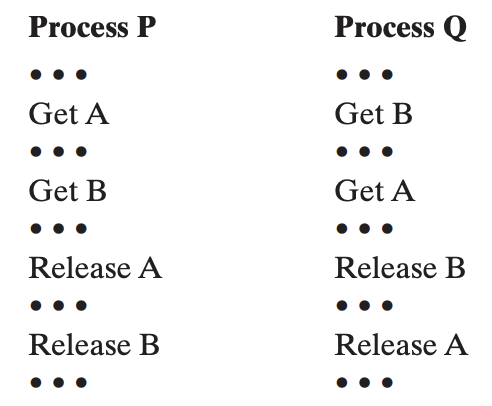 Process P Process Q
• • • • • •
Get A Get B
• • • • • •
Get B Get A
• • • • • •
Release A Release B
• • • • • •
Release B Release A
• • • • • •